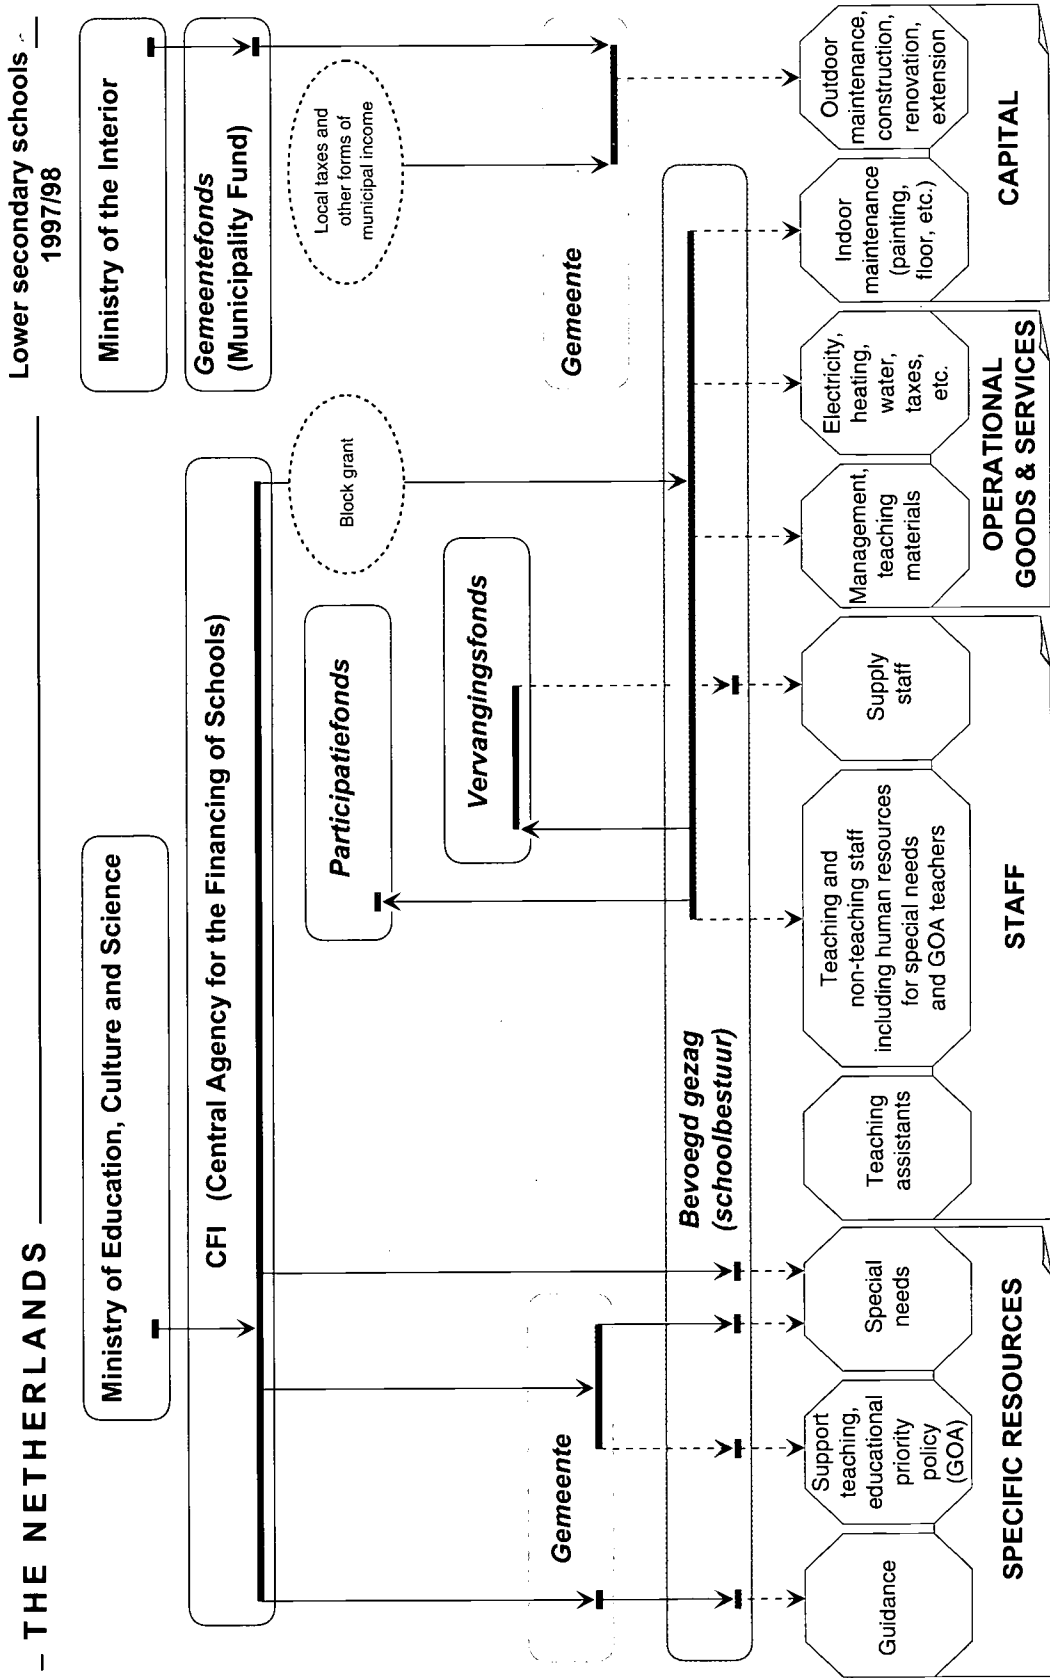 – THE NETHERLANDS
Lower secondary schools
1997/98
Ministry of Education, Culture and Science
Ministry of the Interior
CFI (Central Agency for the Financing of Schools)
Gemeentefonds
(Municipality Fund)
Block grant
Local taxes and
other forms of
municipal income
Participatiefonds
Vervangingsfonds
Gemeente
Gemeente
Bevoegd gezag
(schoolbestuur)
Guidance
Support
teaching,
educational
priority
policy
(GOA)
Special
needs
Teaching
assistants
Teaching and
non-teaching staff
including human resources
for special needs
and GOA teachers
Supply
staff
Management,
teaching
materials
Electricity,
heating,
water,
taxes,
etc.
Indoor
maintenance
(painting,
floor, etc.)
Outdoor
maintenance,
construction,
renovation,
extension
SPECIFIC RESOURCES
STAFF
OPERATIONAL
GOODS & SERVICES
CAPITAL